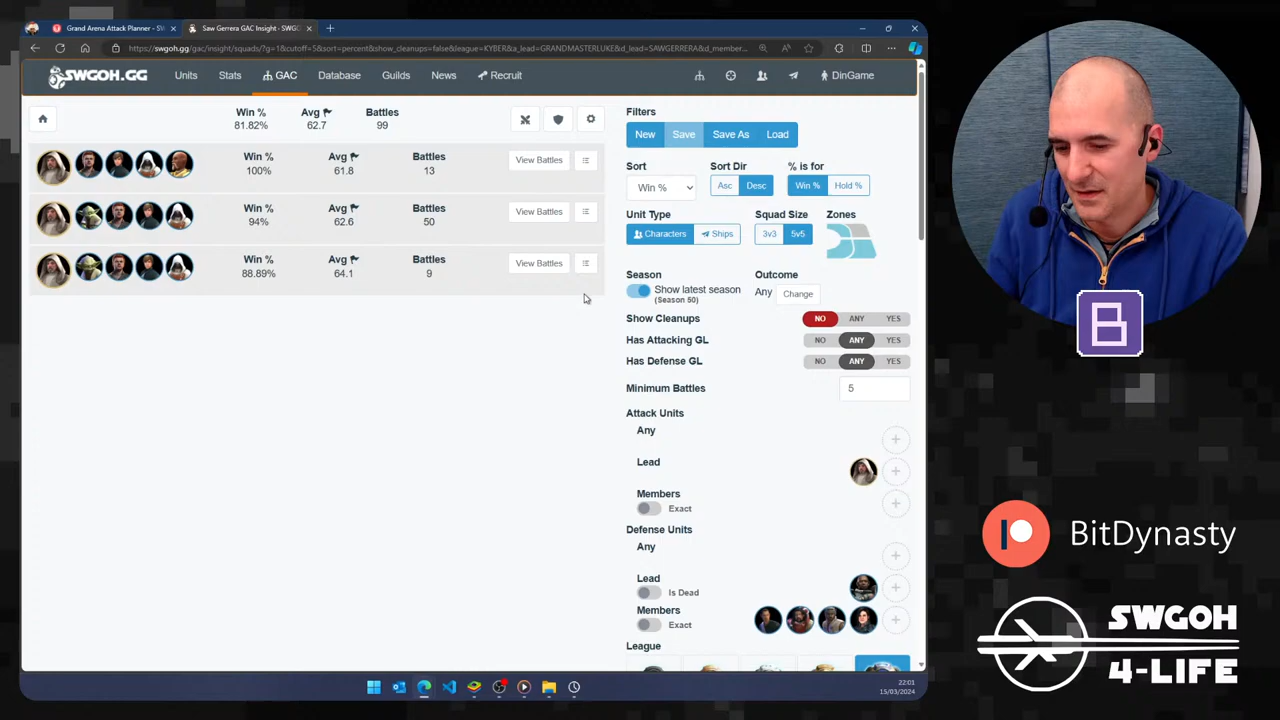 Grand Arena Attack Planner - SW
Saw Gerrera GAC Insight - SWGO
https://swgoh.gg/gac/insight/squads/?g=1&cutoff=5&sort=percent&show_cleanups=false&league=KYBER&a_lead=GRANDMASTERLUKE&d_lead=SAWGERRERA&d_member...
SWGOH.GG
Units
Stats
GAC
Database
Guilds
News
Recruit
DinGame
Win %
81.82%
Avg
62.7
Battles
99
Win %
100%
Avg
61.8
Battles
13
View Battles
Win %
94%
Avg
62.6
Battles
50
View Battles
Win %
88.89%
Avg
64.1
Battles
9
View Battles
Filters
New Save Save As Load
Sort
Win %
Sort Dir
Asc Desc
% is for
Win % Hold %
Unit Type
Characters Ships
Squad Size
3v3 5v5
Zones
Season
Show latest season
(Season 50)
Outcome
Any Change
Show Cleanups NO ANY YES
Has Attacking GL NO ANY YES
Has Defense GL NO ANY YES
Minimum Battles 5
Attack Units
Any
Lead
Members
Exact
Defense Units
Any
Lead
Is Dead
Members
Exact
League
22:01
15/03/2024
B
BitDynasty
SWGOH
4-LIFE